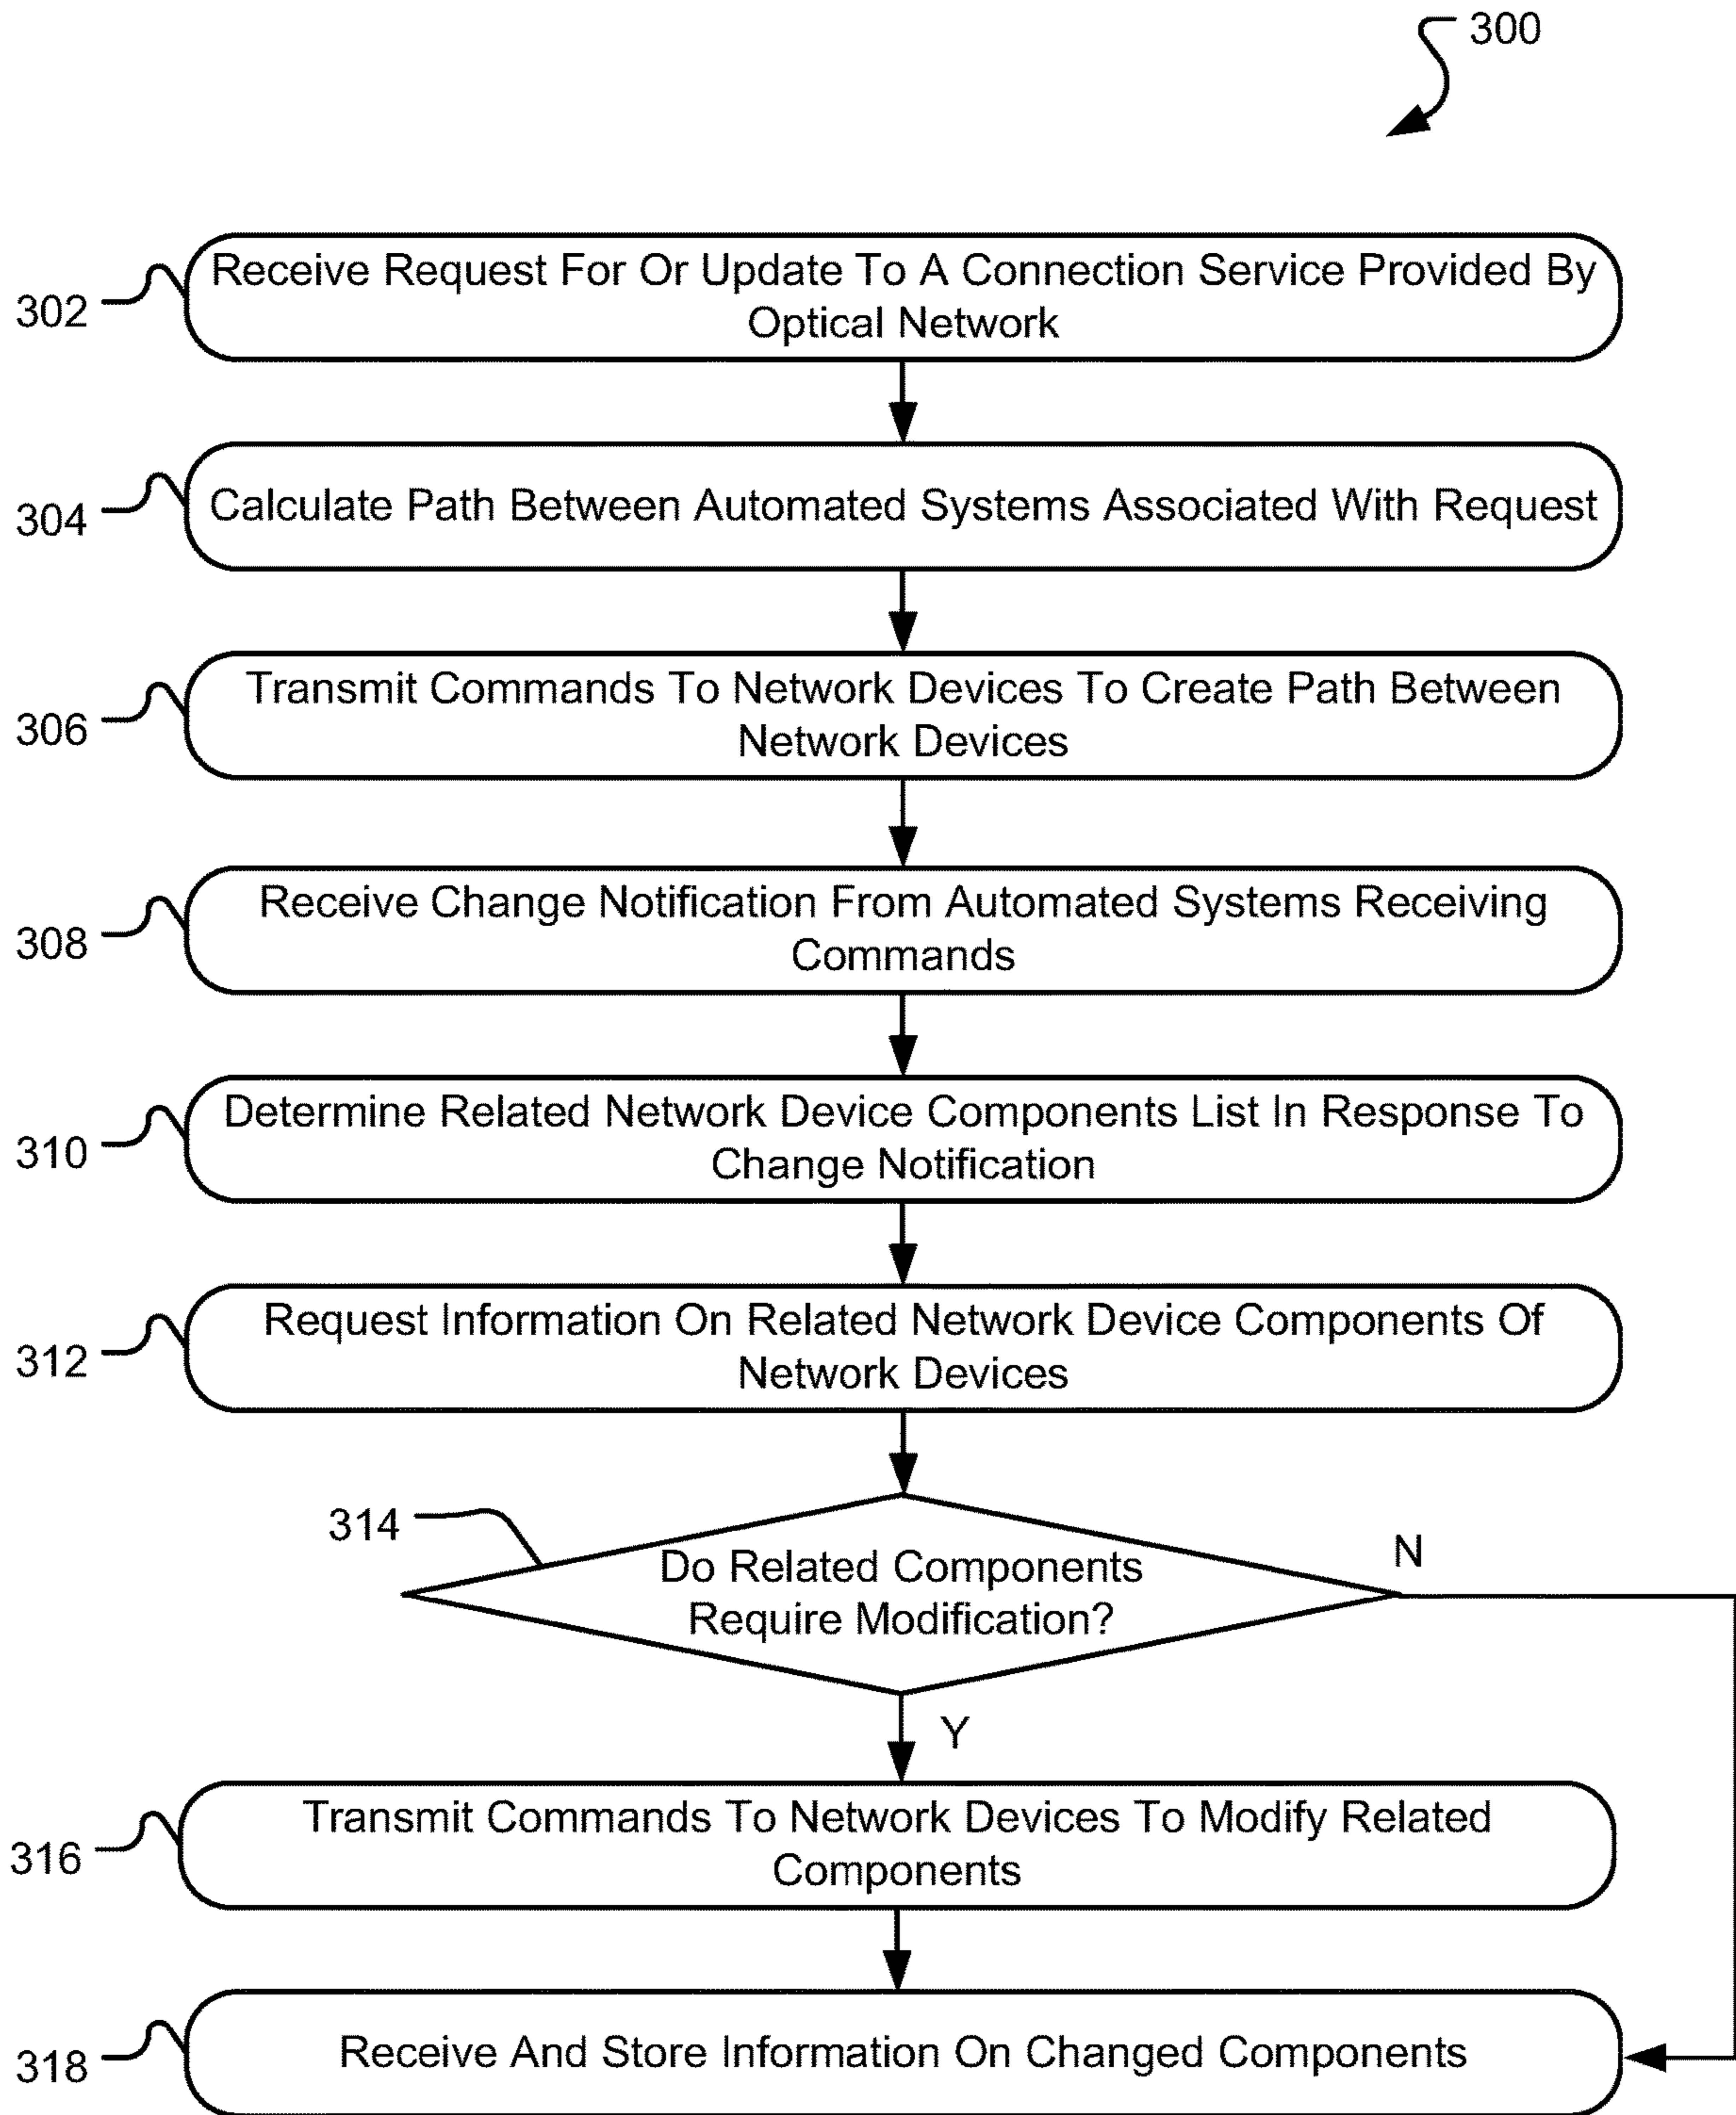 300
Receive Request For Or Update To A Connection Service Provided By
Optical Network
302
Calculate Path Between Automated Systems Associated With Request
304
Transmit Commands To Network Devices To Create Path Between
Network Devices
306
Receive Change Notification From Automated Systems Receiving
Commands
308
Determine Related Network Device Components List In Response To
Change Notification
310
Request Information On Related Network Device Components Of
Network Devices
312
314
Do Related Components
Require Modification?
N
Y
Transmit Commands To Network Devices To Modify Related
Components
316
Receive And Store Information On Changed Components
318